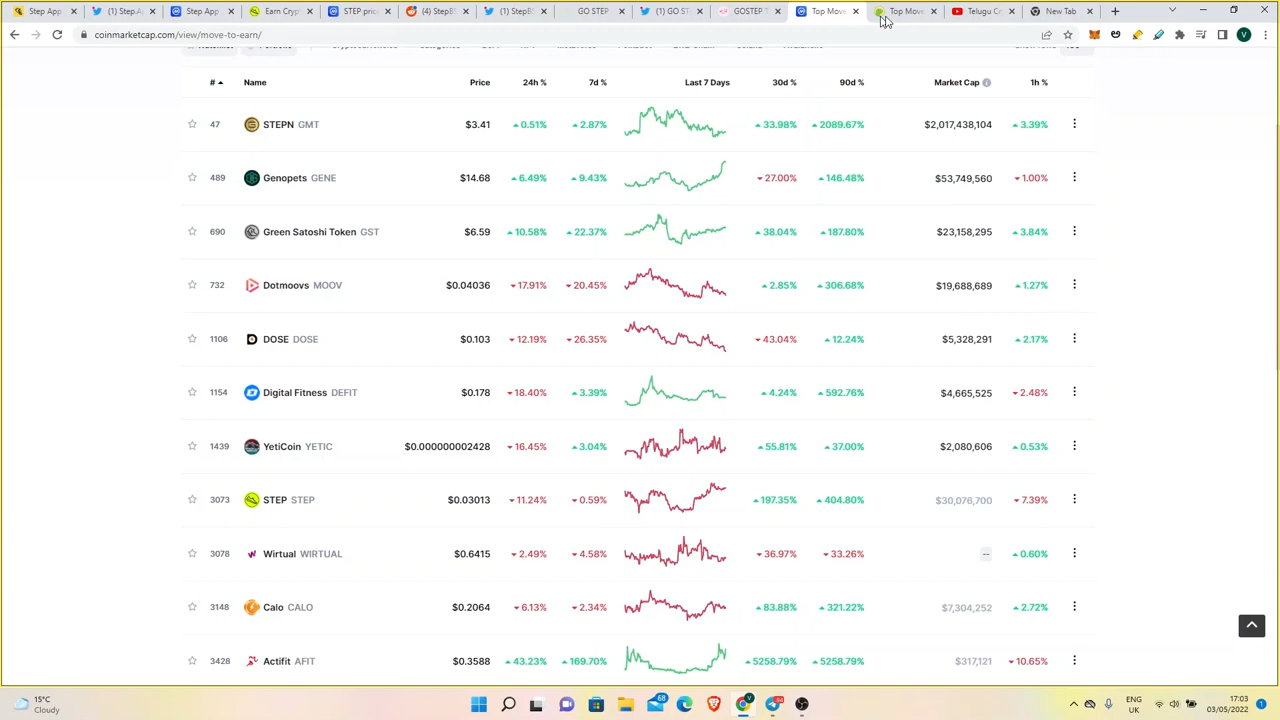 Step App
(1) Step.A
Step App
Earn Crypt
STEP pric
(4) StepBS
(1) StepB
GO STEP
(1) GO ST
GOSTEP
Top Mov
Top Mov
Telugu C
New Tab
coinmarketcap.com/view/move-to-earn/
# Name Price 24h % 7d % Last 7 Days 30d % 90d % Market Cap 1h %
47 STEPN GMT $3.41 0.51% 2.87% 33.98% 2089.67% $2,017,438,104 3.39%
489 Genopets GENE $14.68 6.49% 9.43% 27.00% 146.48% $53,749,560 1.00%
690 Green Satoshi Token GST $6.59 10.58% 22.37% 38.04% 187.80% $23,158,295 3.84%
732 Dotmoovs MOOV $0.04036 17.91% 20.45% 2.85% 306.68% $19,688,689 1.27%
1106 DOSE DOSE $0.103 12.19% 26.35% 43.04% 12.24% $5,328,291 2.17%
1154 Digital Fitness DEFIT $0.178 18.40% 3.39% 4.24% 592.76% $4,665,525 2.48%
1439 YetiCoin YETIC $0.000000002428 16.45% 3.04% 55.81% 37.00% $2,080,606 0.53%
3073 STEP STEP $0.03013 11.24% 0.59% 197.35% 404.80% $30,076,700 7.39%
3078 Wirtual WIRTUAL $0.6415 2.49% 4.58% 36.97% 33.26% -- 0.60%
3148 Calo CALO $0.2064 6.13% 2.34% 83.88% 321.22% $7,304,252 2.72%
3428 Actifit AFIT $0.3588 43.23% 169.70% 5258.79% 5258.79% $317,121 10.65%
15°C
Cloudy
68
94
ENG
UK
17:03
03/05/2022